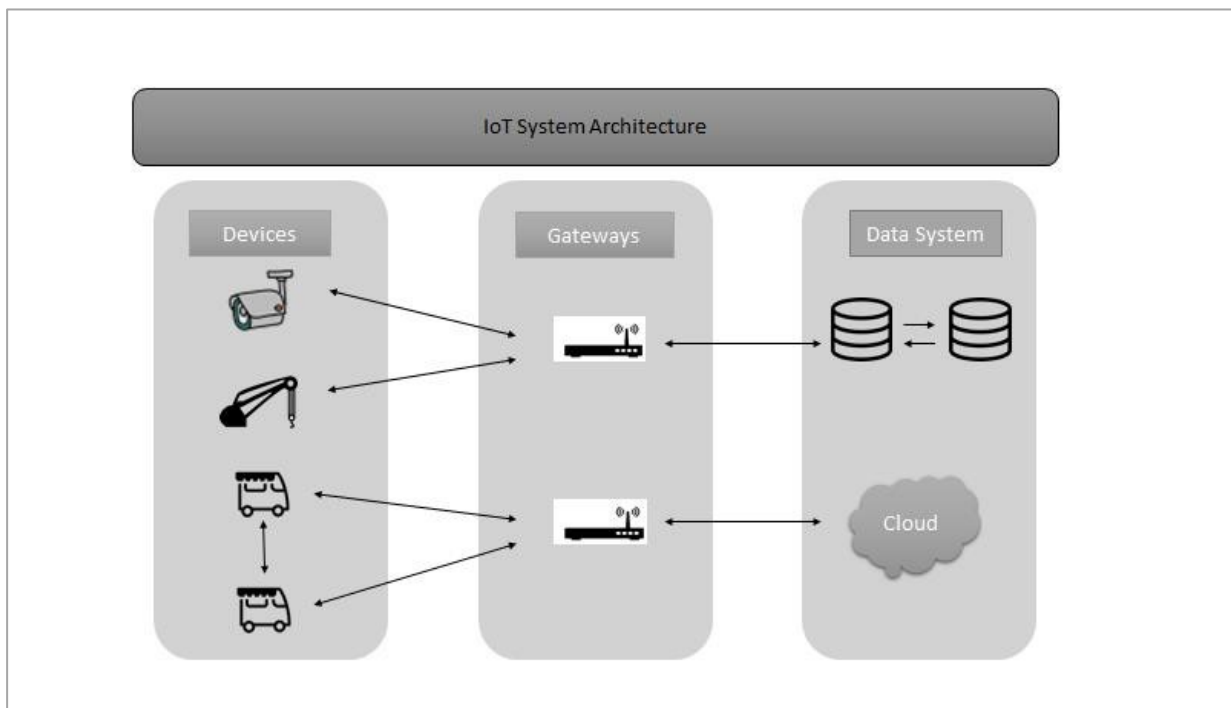 IoT System Architecture
Devices
Gateways
Data System
Cloud